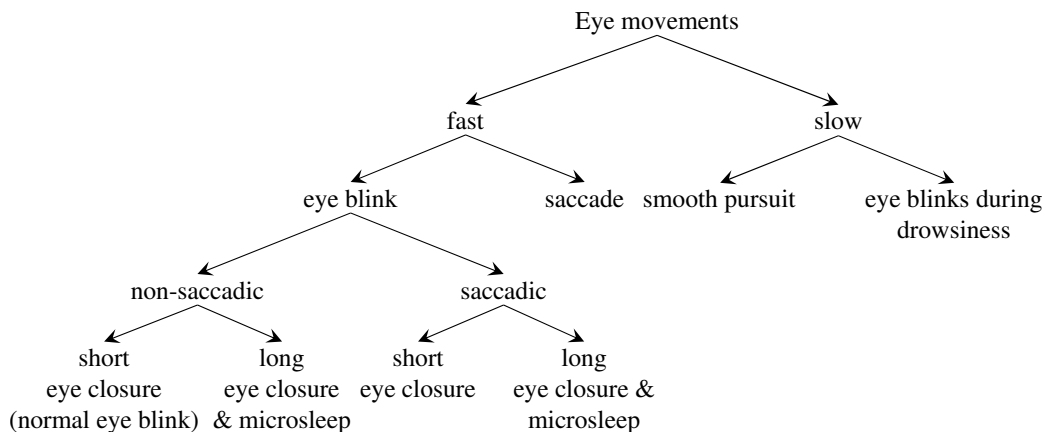 Eye movements
fast
slow
eye blink
saccade
smooth pursuit
eye blinks during
drowsiness
non-saccadic
saccadic
short
eye closure
(normal eye blink)
long
eye closure
& microsleep
short
eye closure
long
eye closure &
microsleep